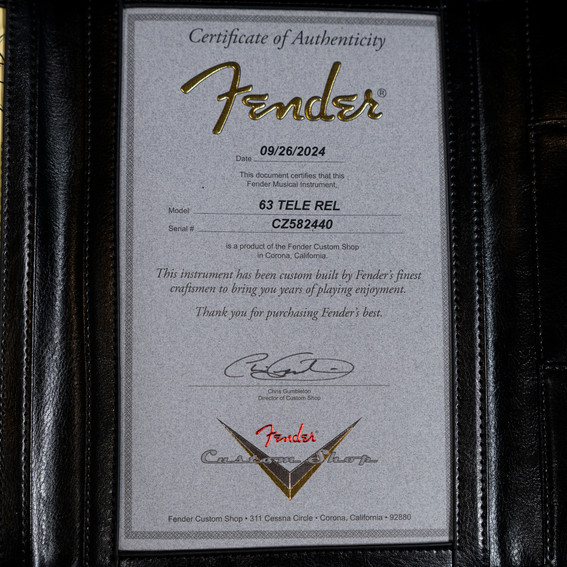 Certificate of Authenticity
Fender®
Date 09/26/2024
This document certifies that this
Fender Musical Instrument.
Model 63 TELE REL
Serial # CZ582440
is a product of the Fender Custom Shop
in Corona, California.
This instrument has been custom built by Fender's finest
craftsmen to bring you years of playing enjoyment.
Thank you for purchasing Fender's best.
Chris Gumbleton
Director of Custom Shop
Fender
Custom Shop
Fender Custom Shop • 311 Cessna Circle • Corona, California • 92880